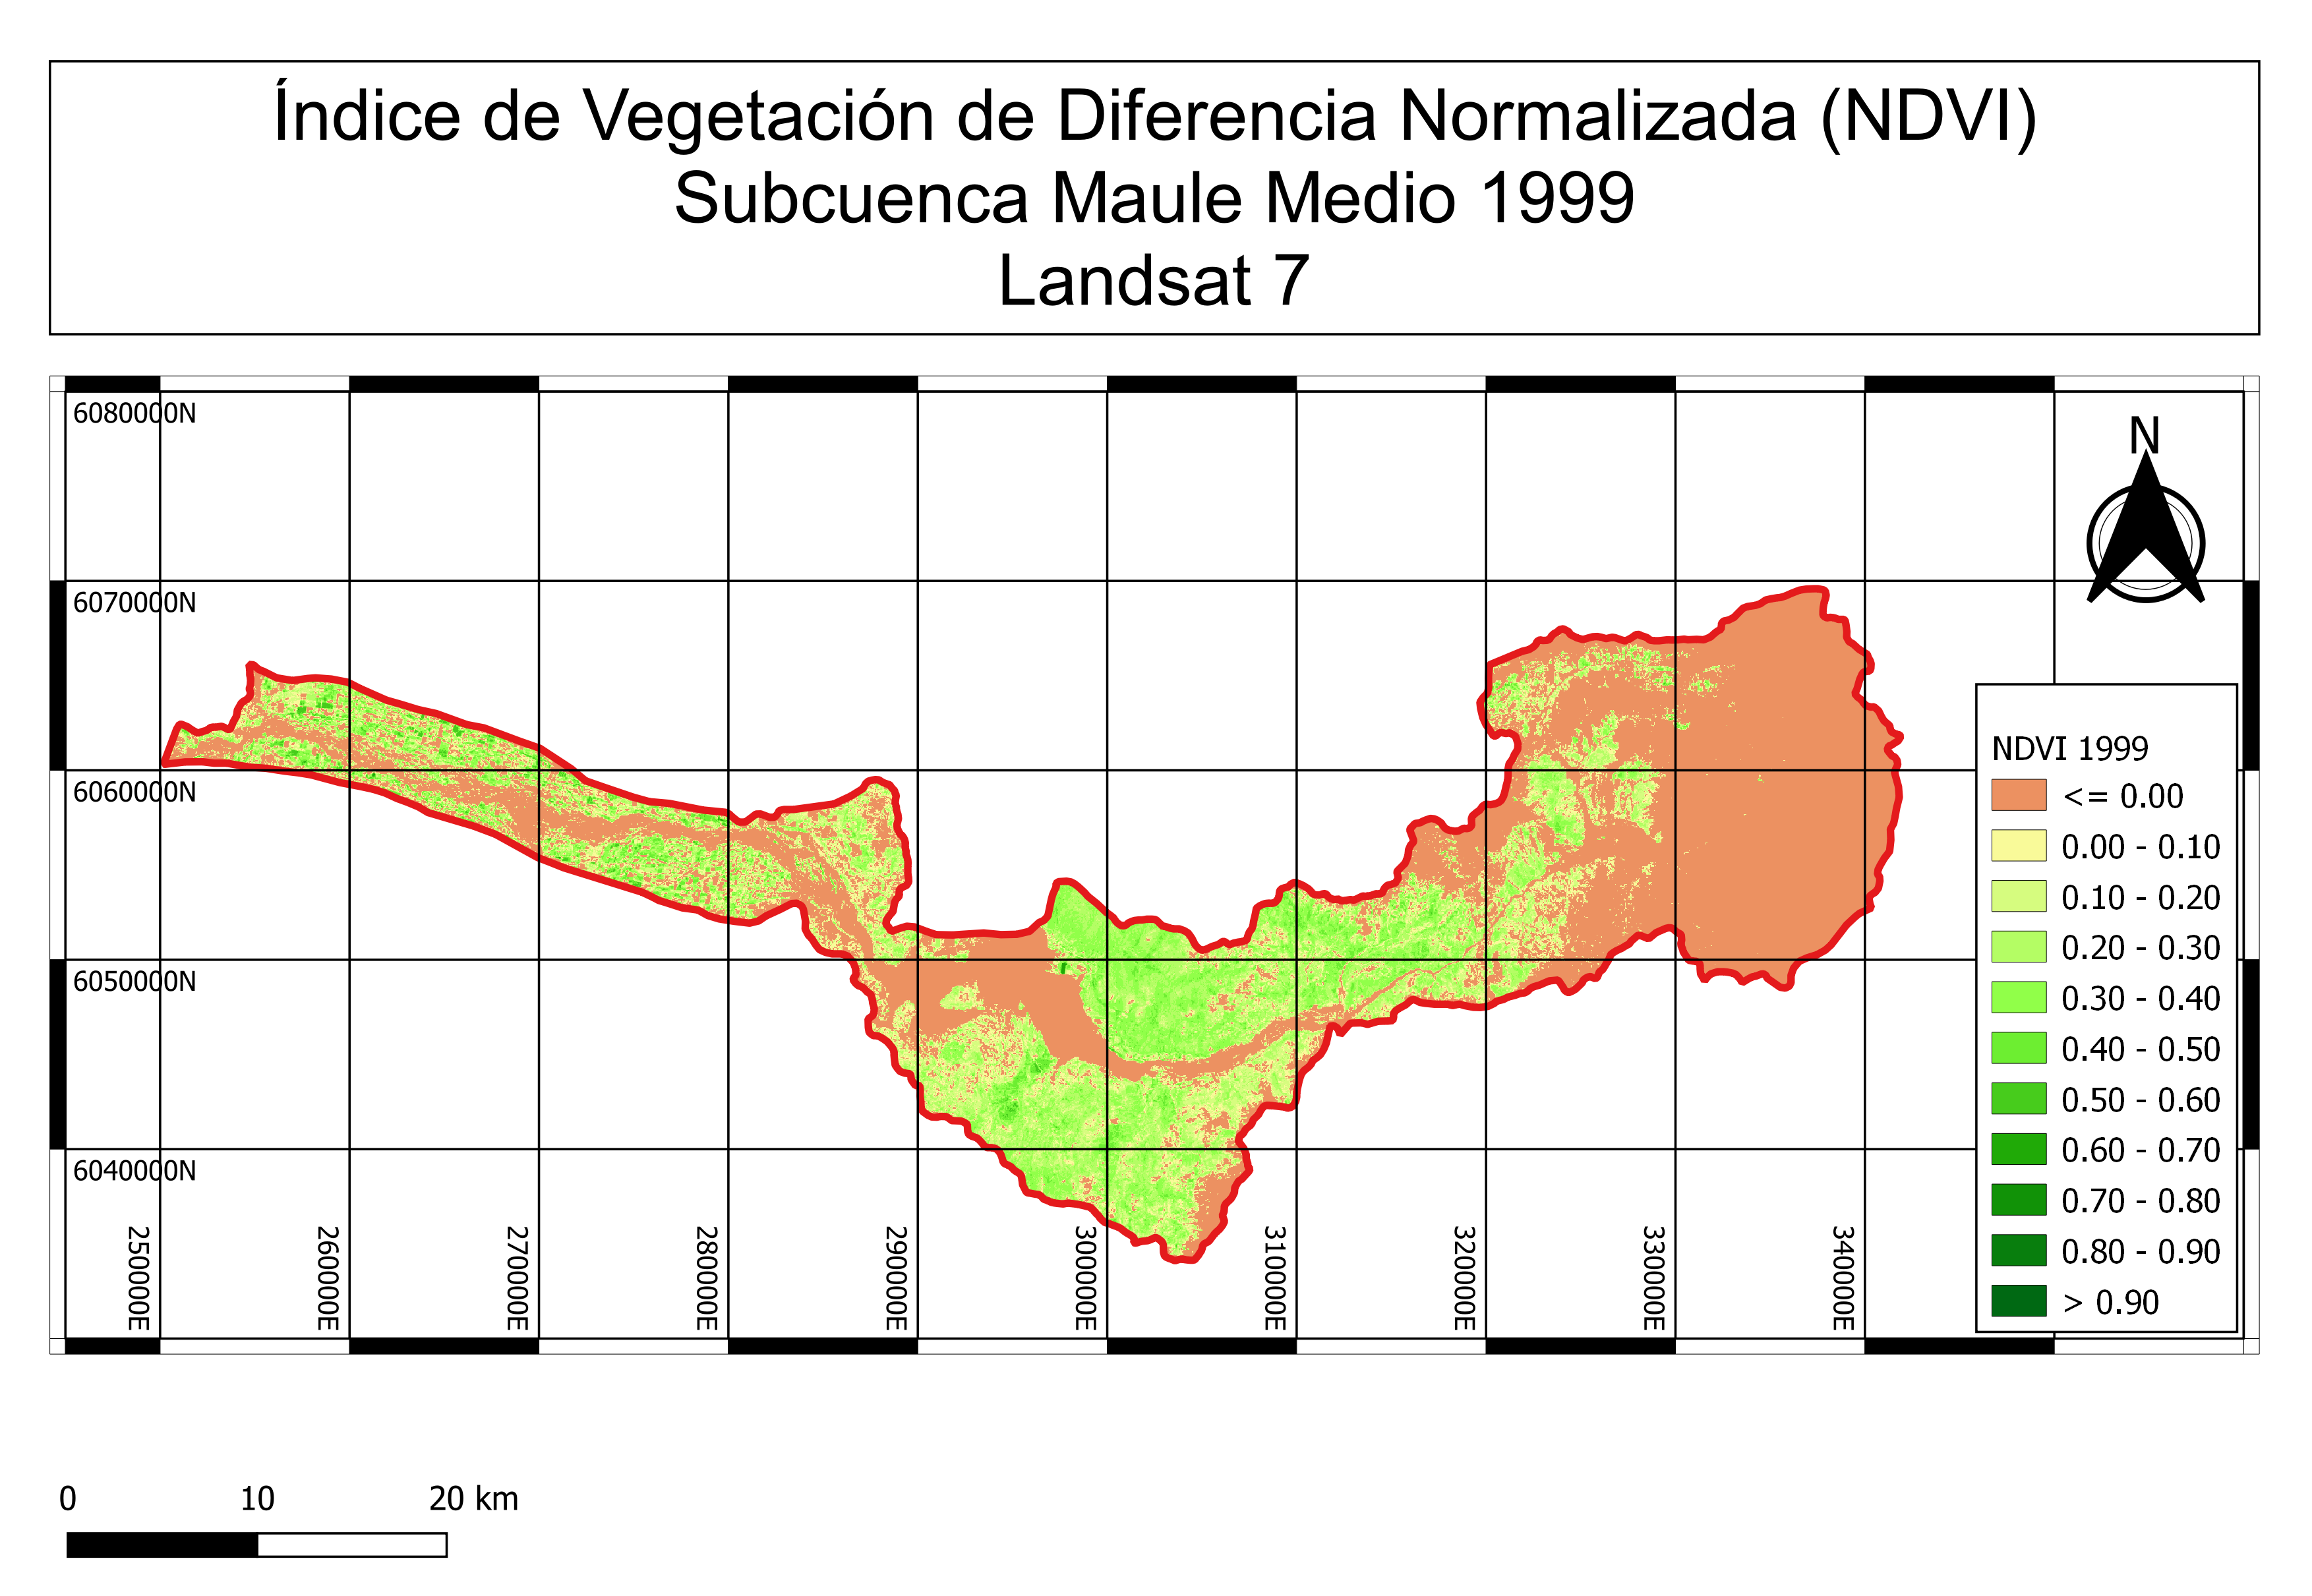 Índice de Vegetación de Diferencia Normalizada (NDVI)
Subcuenca Maule Medio 1999
Landsat 7
6080000N
N
6070000N
6060000N
6050000N
6040000N
250000E
260000E
270000E
280000E
290000E
300000E
310000E
320000E
330000E
340000E
NDVI 1999
<= 0.00
0.00 - 0.10
0.10 - 0.20
0.20 - 0.30
0.30 - 0.40
0.40 - 0.50
0.50 - 0.60
0.60 - 0.70
0.70 - 0.80
0.80 - 0.90
> 0.90
0 10 20 km